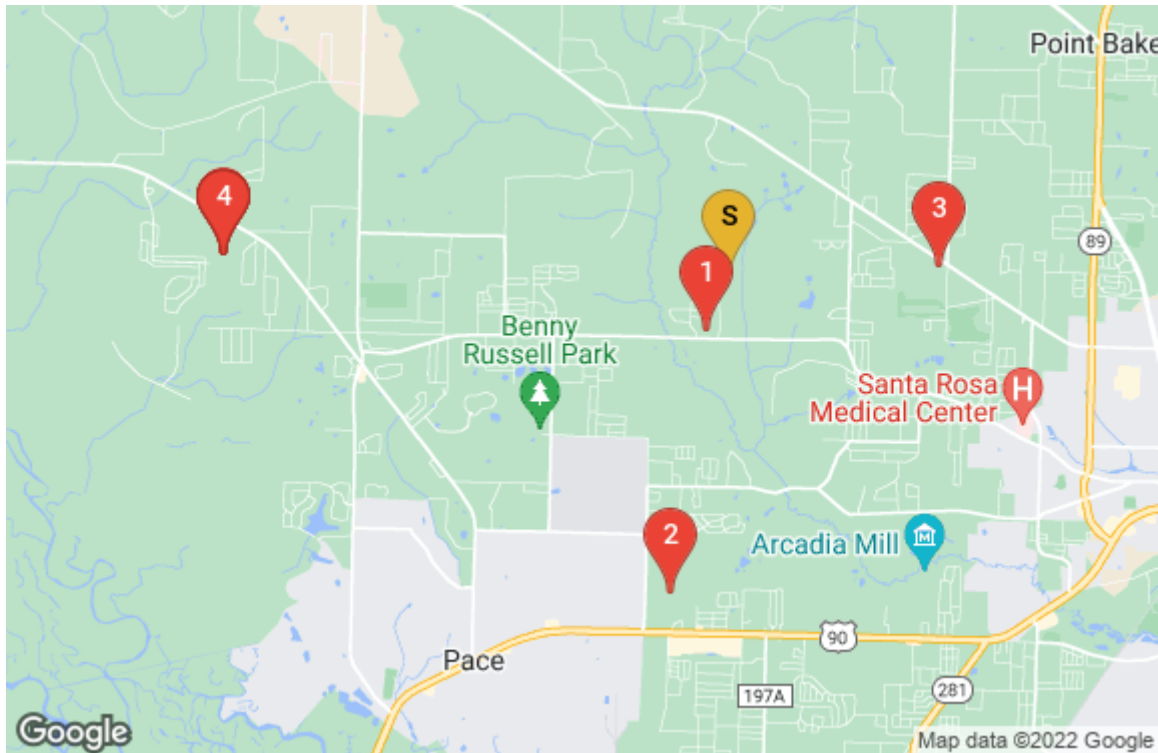 Point Bake
4
S
3
1
89
Benny
Russell Park
Santa Rosa
Medical Center
H
2
Arcadia Mill
M
90
Pace
281
197A
Google
Map data ©2022 Google